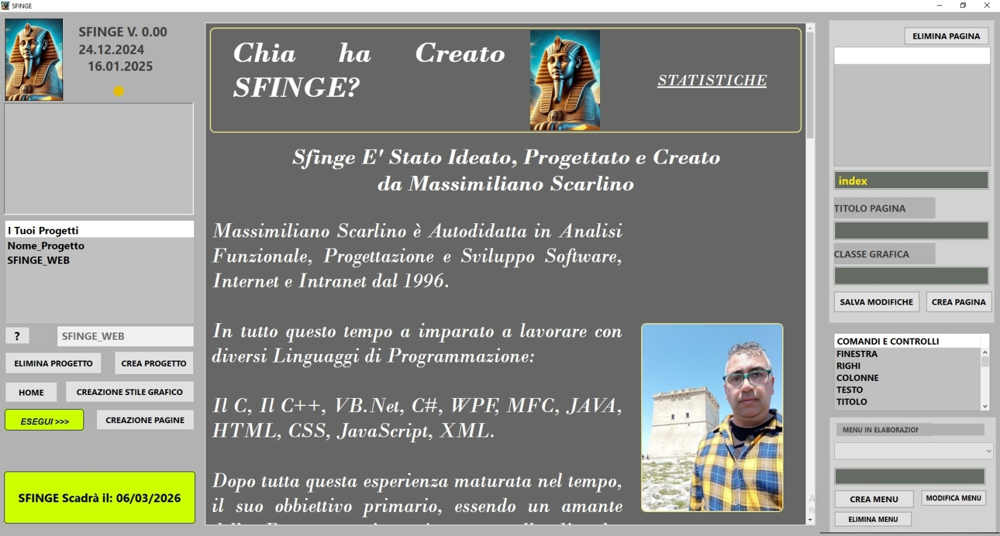 SFINGE
SFINGE V. 0.00
24.12.2024
16.01.2025
I Tuoi Progetti
Nome_Progetto
SFINGE_WEB
?
SFINGE_WEB
ELIMINA PROGETTO
CREA PROGETTO
HOME
CREAZIONE STILE GRAFICO
ESEGUI >>>
CREAZIONE PAGINE
SFINGE Scadrà il: 06/03/2026
Chia ha Creato
SFINGE?
STATISTICHE
Sfinge E' Stato Ideato, Progettato e Creato
da Massimiliano Scarlino
Massimiliano Scarlino è Autodidatta in Analisi
Funzionale, Progettazione e Sviluppo Software,
Internet e Intranet dal 1996.
In tutto questo tempo a imparato a lavorare con
diversi Linguaggi di Programmazione:
Il C, Il C++, VB.Net, C#, WPF, MFC, JAVA,
HTML, CSS, JavaScript, XML.
Dopo tutta questa esperienza maturata nel tempo,
il suo obbiettivo primario, essendo un amante
ELIMINA PAGINA
index
TITOLO PAGINA
CLASSE GRAFICA
SALVA MODIFICHE
CREA PAGINA
COMANDI E CONTROLLI
FINESTRA
RIGHI
COLONNE
TESTO
TITOLO
MENU IN ELABORAZION
CREA MENU
MODIFICA MENU
ELIMINA MENU